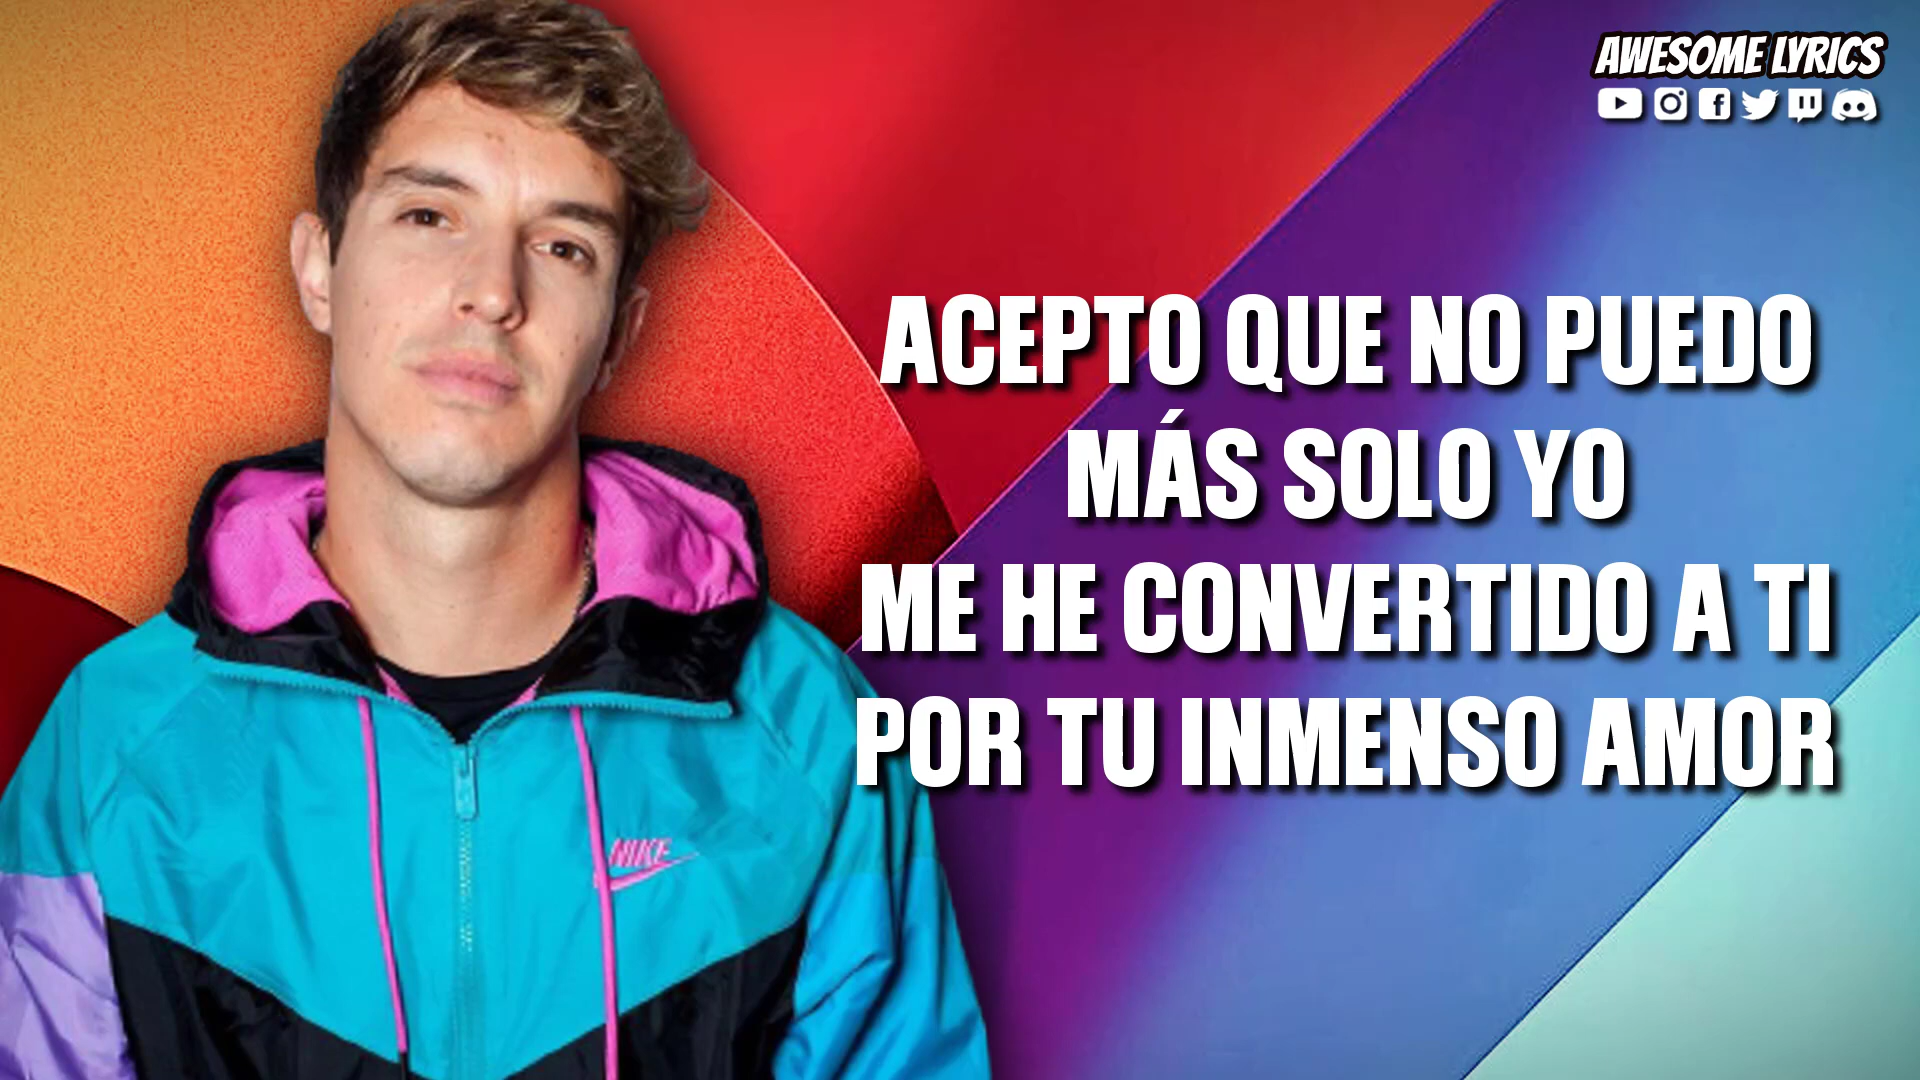 AWESOME LYRICS
ACEPTO QUE NO PUEDO
MÁS SOLO YO
ME HE CONVERTIDO A TI
POR TU INMENSO AMOR
NIKE